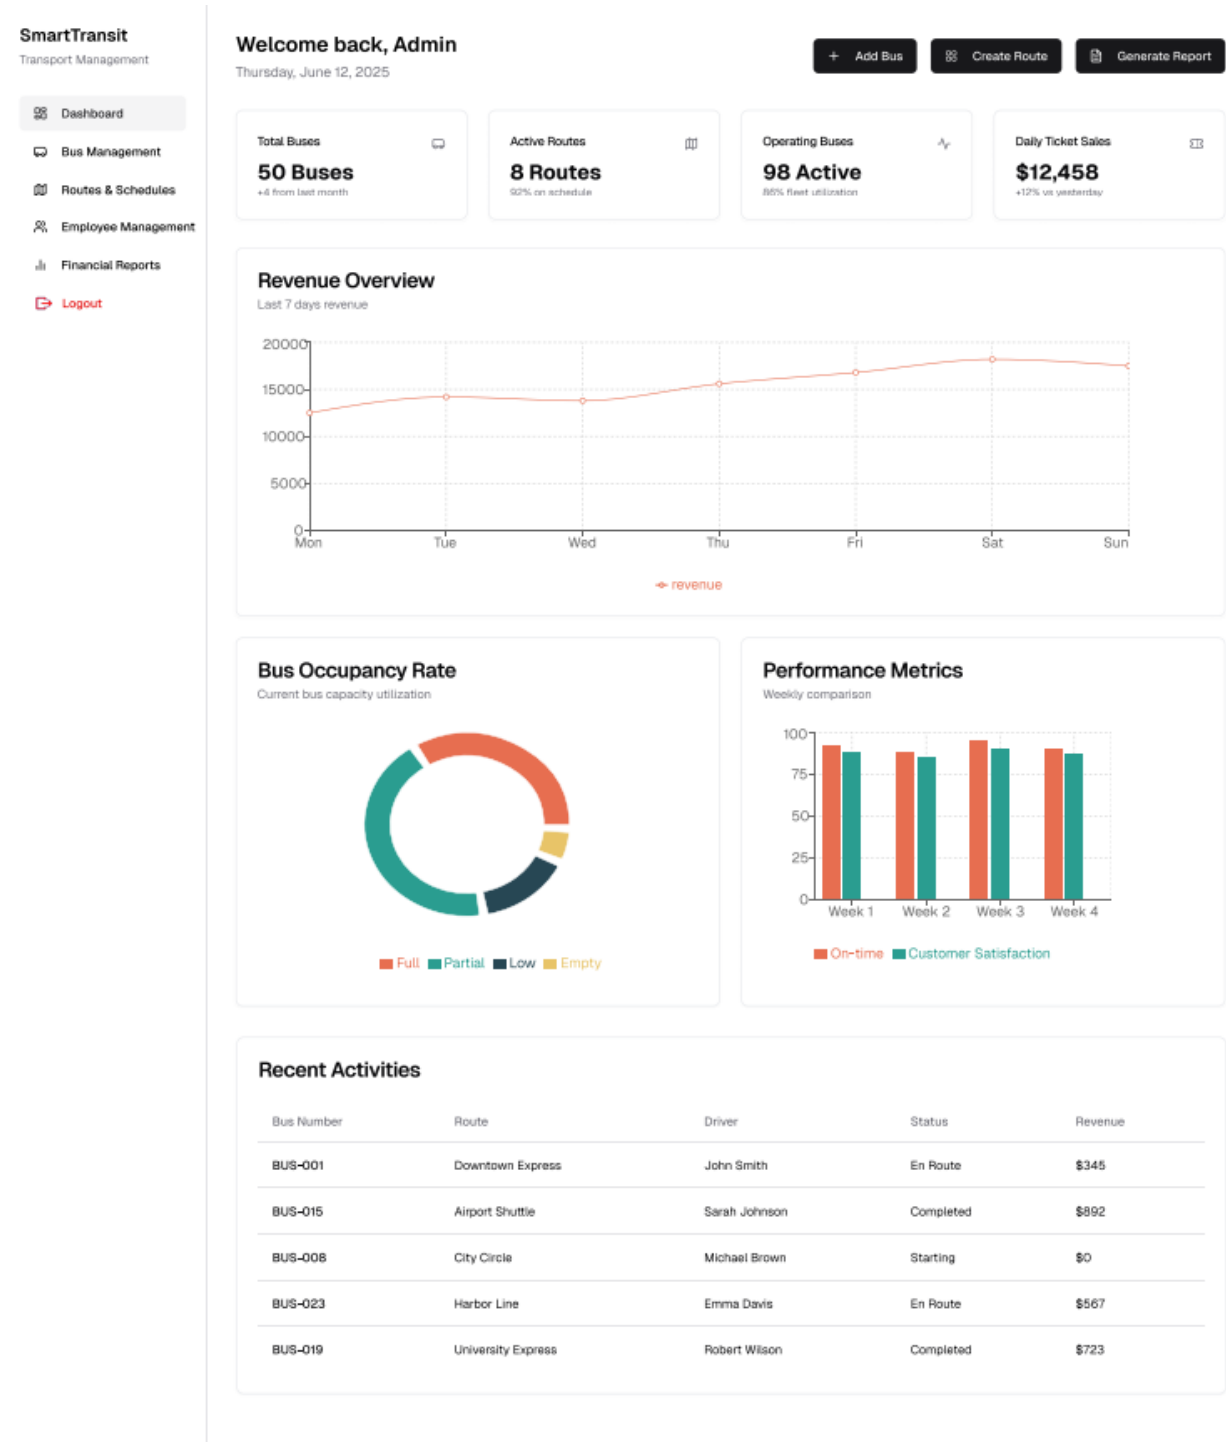 SmartTransit
Transport Management
Dashboard
Bus Management
Routes & Schedules
Employee Management
Financial Reports
Logout
Welcome back, Admin
Thursday, June 12, 2025
Add Bus
Create Route
Generate Report
Total Buses
50 Buses
+4 from last month
Active Routes
8 Routes
92% on schedule
Operating Buses
98 Active
86% fleet utilization
Daily Ticket Sales
$12,458
+12% vs yesterday
Revenue Overview
Last 7 days revenue
20000
15000
10000
5000
0
Mon Tue Wed Thu Fri Sat Sun
revenue
Bus Occupancy Rate
Current bus capacity utilization
Full Partial Low Empty
Performance Metrics
Weekly comparison
100
75
50
25
0
Week 1 Week 2 Week 3 Week 4
On-time Customer Satisfaction
Recent Activities
Bus Number Route Driver Status Revenue
BUS-001 Downtown Express John Smith En Route $345
BUS-015 Airport Shuttle Sarah Johnson Completed $892
BUS-008 City Circle Michael Brown Starting $0
BUS-023 Harbor Line Emma Davis En Route $567
BUS-019 University Express Robert Wilson Completed $723